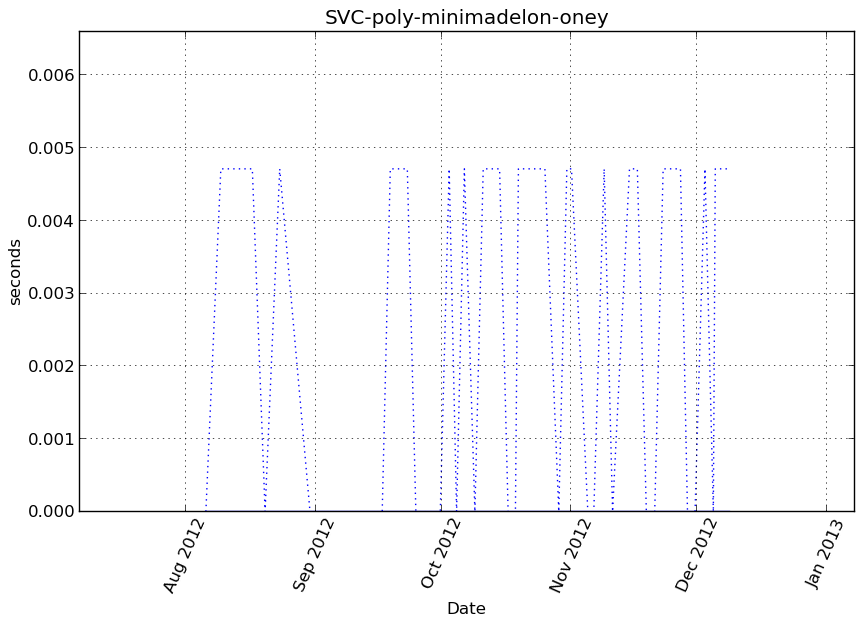 SVC-poly-minimadelon-oney
0.006
0.005
0.004
0.003
0.002
0.001
0.000
seconds
Aug 2012
Sep 2012
Oct 2012
Nov 2012
Dec 2012
Jan 2013
Date